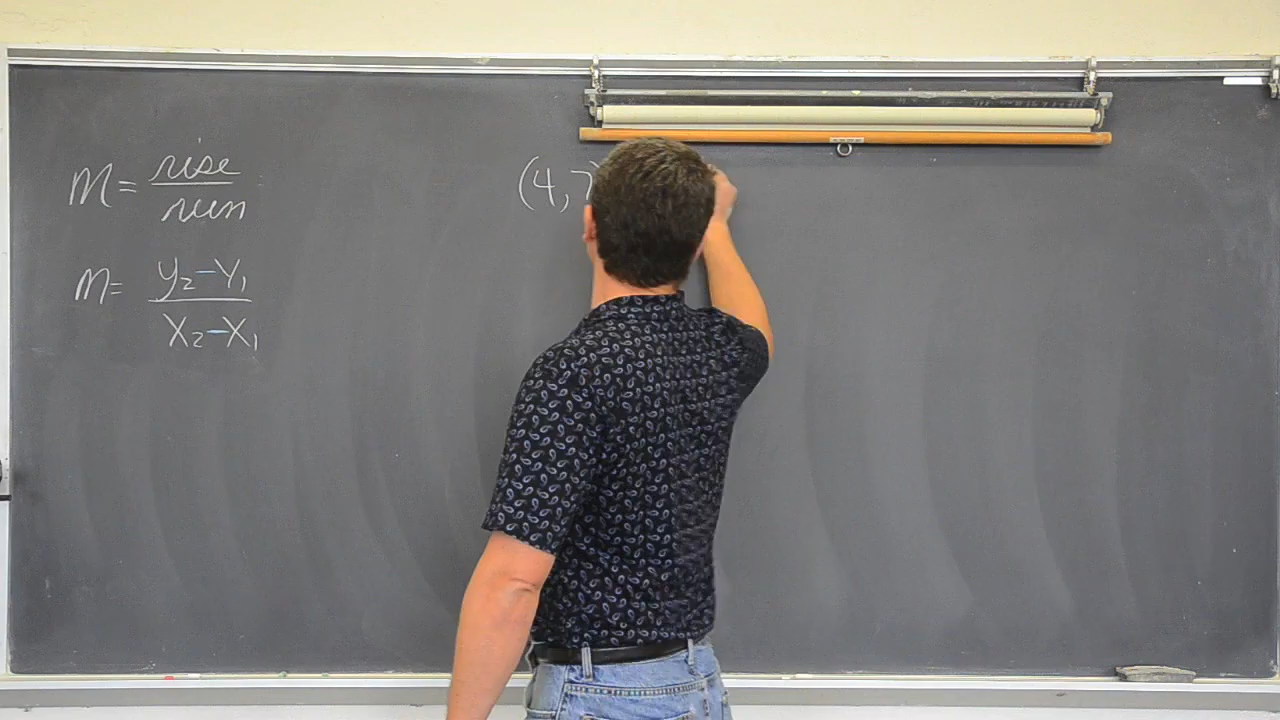 m = rise / run
(4, 7)
m = y₂-y₁ / x₂-x₁